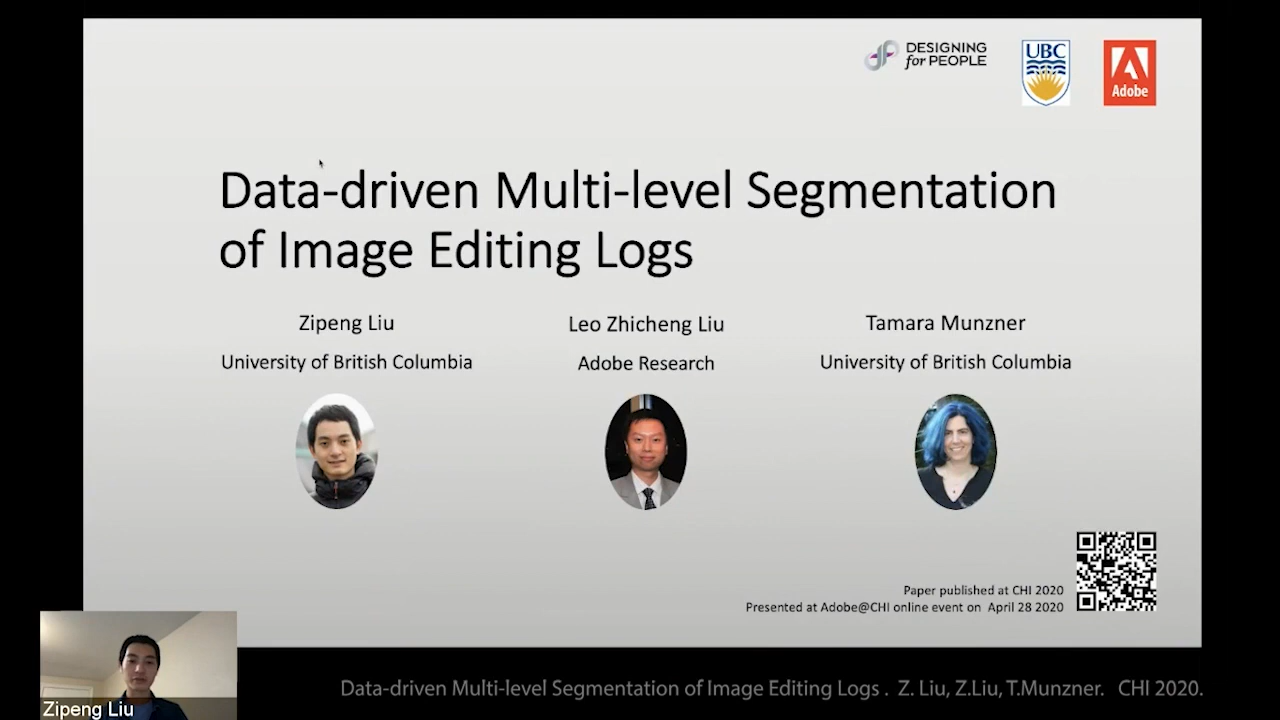 DESIGNING
for PEOPLE
UBC
Adobe
Data-driven Multi-level Segmentation
of Image Editing Logs
Zipeng Liu
Leo Zhicheng Liu
Tamara Munzner
University of British Columbia
Adobe Research
University of British Columbia
Paper published at CHI 2020
Presented at Adobe@CHI online event on April 28 2020
Zipeng Liu
Data-driven Multi-level Segmentation of Image Editing Logs . Z. Liu, Z.Liu, T.Munzner. CHI 2020.